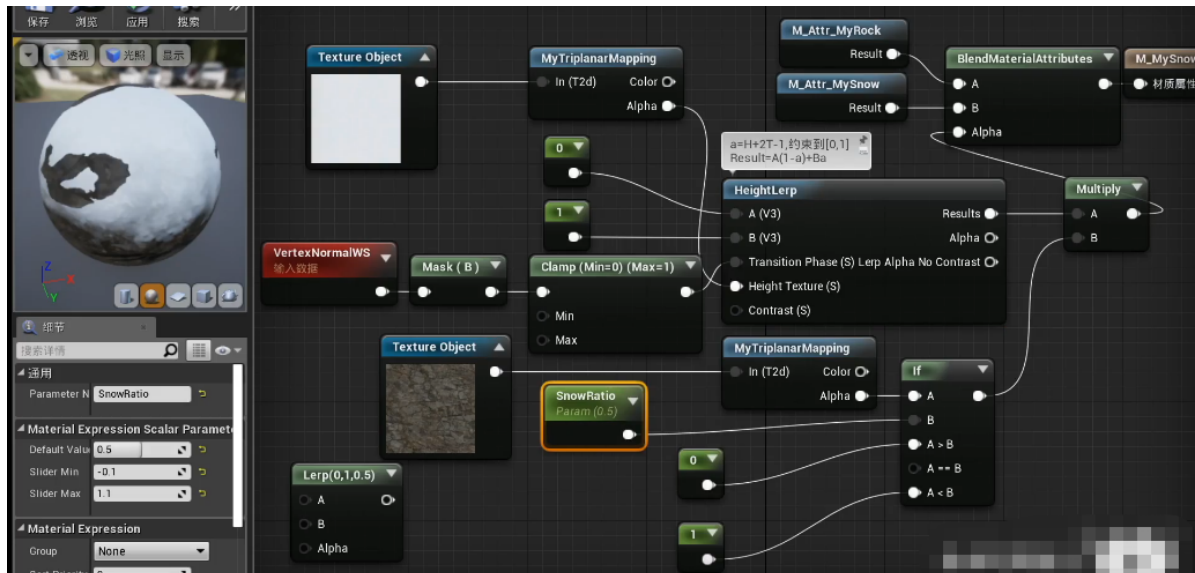 保存 浏览 应用 搜索
透视 光照 显示
Z X Y
细节
搜索详情
通用
Parameter N SnowRatio
Material Expression Scalar Paramet
Default Valu 0.5
Slider Min -0.1
Slider Max 1.1
Material Expression
Group None
Texture Object
MyTriplanarMapping
In (T2d) Color
Alpha
0
1
VertexNormalWS
输入数据
Mask ( B )
Clamp (Min=0) (Max=1)
Min
Max
M_Attr_MyRock
Result
M_Attr_MySnow
Result
BlendMaterialAttributes
A
B
Alpha
M_MySnow
材质属性
a=H+2T-1,约束到[0,1]
Result=A(1-a)+Ba
HeightLerp
A (V3) Results
B (V3) Alpha
Transition Phase (S) Lerp Alpha No Contrast
Height Texture (S)
Contrast (S)
Multiply
A
B
Texture Object
MyTriplanarMapping
In (T2d) Color
Alpha
SnowRatio
Param (0.5)
If
A
B
A > B
A == B
A < B
0
1
Lerp(0,1,0.5)
A
B
Alpha